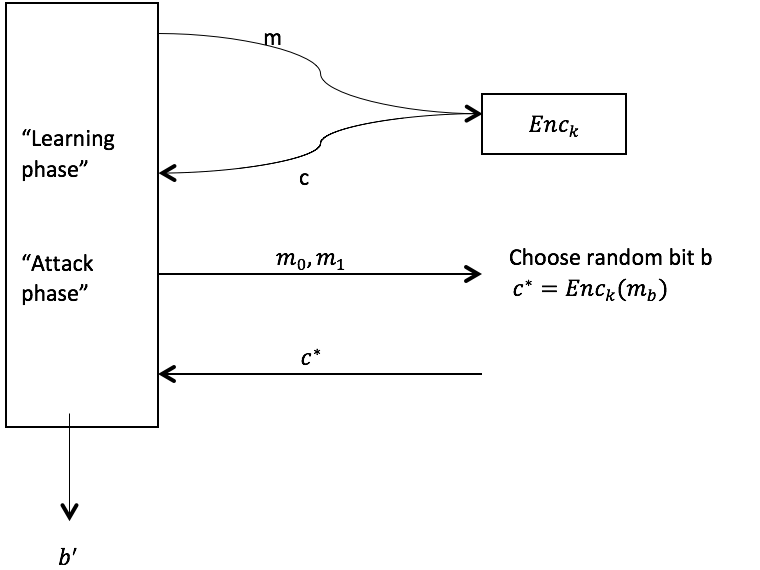 m
Enc_k
“Learning
phase”
c
“Attack
phase”
m_0, m_1
Choose random bit b
c* = Enc_k(m_b)
c*
b′